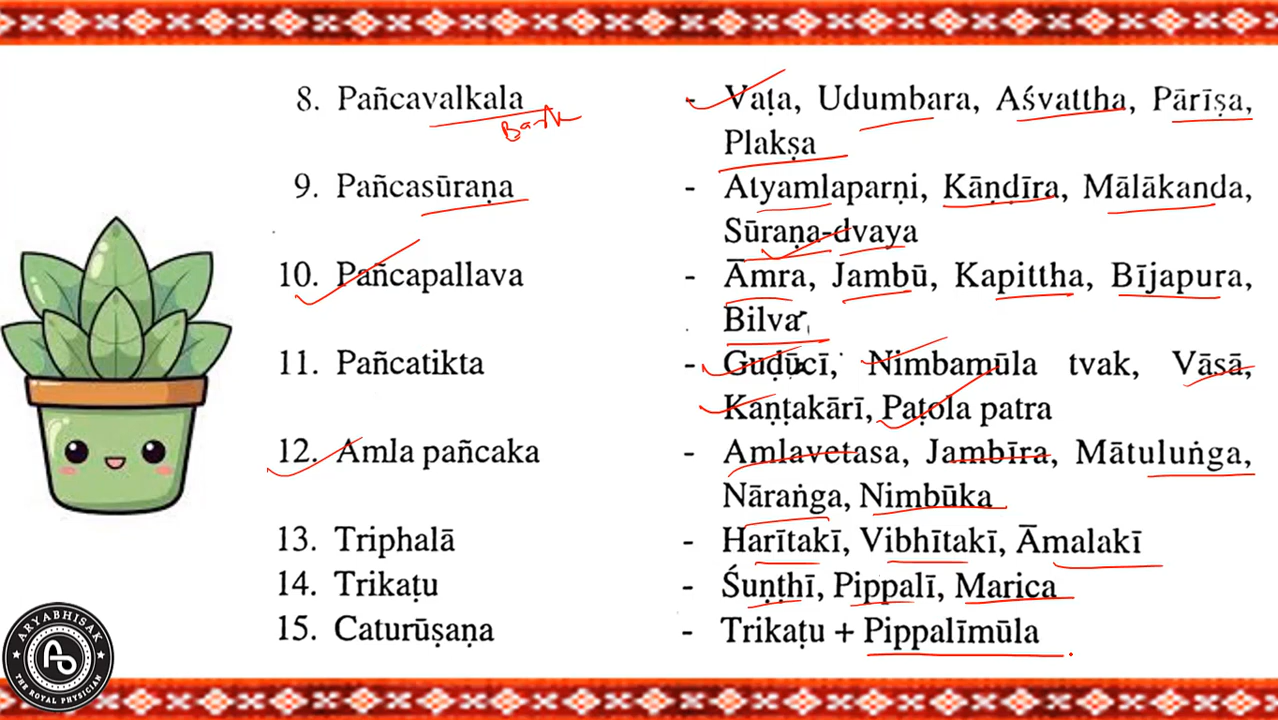 8. Pañcavalkala - Vaṭa, Udumbara, Aśvattha, Pārīṣa,
Bark
Plakṣa
9. Pañcasūraṇa - Atyamlaparṇi, Kāṇḍīra, Mālākanda,
Sūraṇa-dvaya
10. Pañcapallava - Āmra, Jambū, Kapittha, Bījapura,
Bilva
11. Pañcatikta - Guḍūcī, Nimbamūla tvak, Vāsā,
Kaṇṭakārī, Paṭola patra
12. Amla pañcaka - Amlavetasa, Jambīra, Mātuluṅga,
Nāraṅga, Nimbūka
13. Triphalā - Harītakī, Vibhītakī, Āmalakī
14. Trikaṭu - Śuṇṭhī, Pippalī, Marica
15. Caturūṣaṇa - Trikaṭu + Pippalīmūla
ARYABHISAK
THE ROYAL PHYSICIAN